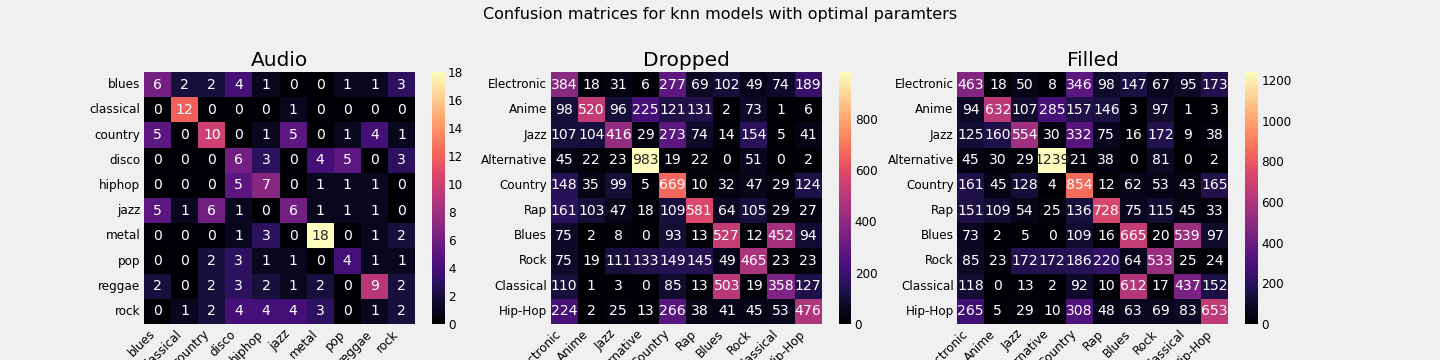 Confusion matrices for knn models with optimal paramters
Audio
blues 6 2 2 4 1 0 0 1 1 3
classical 0 12 0 0 0 1 0 0 0 0
country 5 0 10 0 1 5 0 1 4 1
disco 0 0 0 6 3 0 4 5 0 3
hiphop 0 0 0 5 7 0 1 1 1 0
jazz 5 1 6 1 0 6 1 1 1 0
metal 0 0 0 1 3 0 18 0 1 2
pop 0 0 2 3 1 1 0 4 1 1
reggae 2 0 2 3 2 1 2 0 9 2
rock 0 1 2 4 4 4 3 0 1 2
blues classical country disco hiphop jazz metal pop reggae rock
18
16
14
12
10
8
6
4
2
0
Dropped
Electronic 384 18 31 6 277 69 102 49 74 189
Anime 98 520 96 225 121 131 2 73 1 6
Jazz 107 104 416 29 273 74 14 154 5 41
Alternative 45 22 23 983 19 22 0 51 0 2
Country 148 35 99 5 669 10 32 47 29 124
Rap 161 103 47 18 109 581 64 105 29 27
Blues 75 2 8 0 93 13 527 12 452 94
Rock 75 19 111 133 149 145 49 465 23 23
Classical 110 1 3 0 85 13 503 19 358 127
Hip-Hop 224 2 25 13 266 38 41 45 53 476
ctronic Anime Jazz rnative Country Rap Blues Rock lassical Hip-Hop
800
600
400
200
0
Filled
Electronic 463 18 50 8 346 98 147 67 95 173
Anime 94 632 107 285 157 146 3 97 1 3
Jazz 125 160 554 30 332 75 16 172 9 38
Alternative 45 30 29 1239 21 38 0 81 0 2
Country 161 45 128 4 854 12 62 53 43 165
Rap 151 109 54 25 136 728 75 115 45 33
Blues 73 2 5 0 109 16 665 20 539 97
Rock 85 23 172 172 186 220 64 533 25 24
Classical 118 0 13 2 92 10 612 17 437 152
Hip-Hop 265 5 29 10 308 48 63 69 83 653
ctronic Anime Jazz rnative Country Rap Blues Rock lassical Hip-Hop
1200
1000
800
600
400
200
0